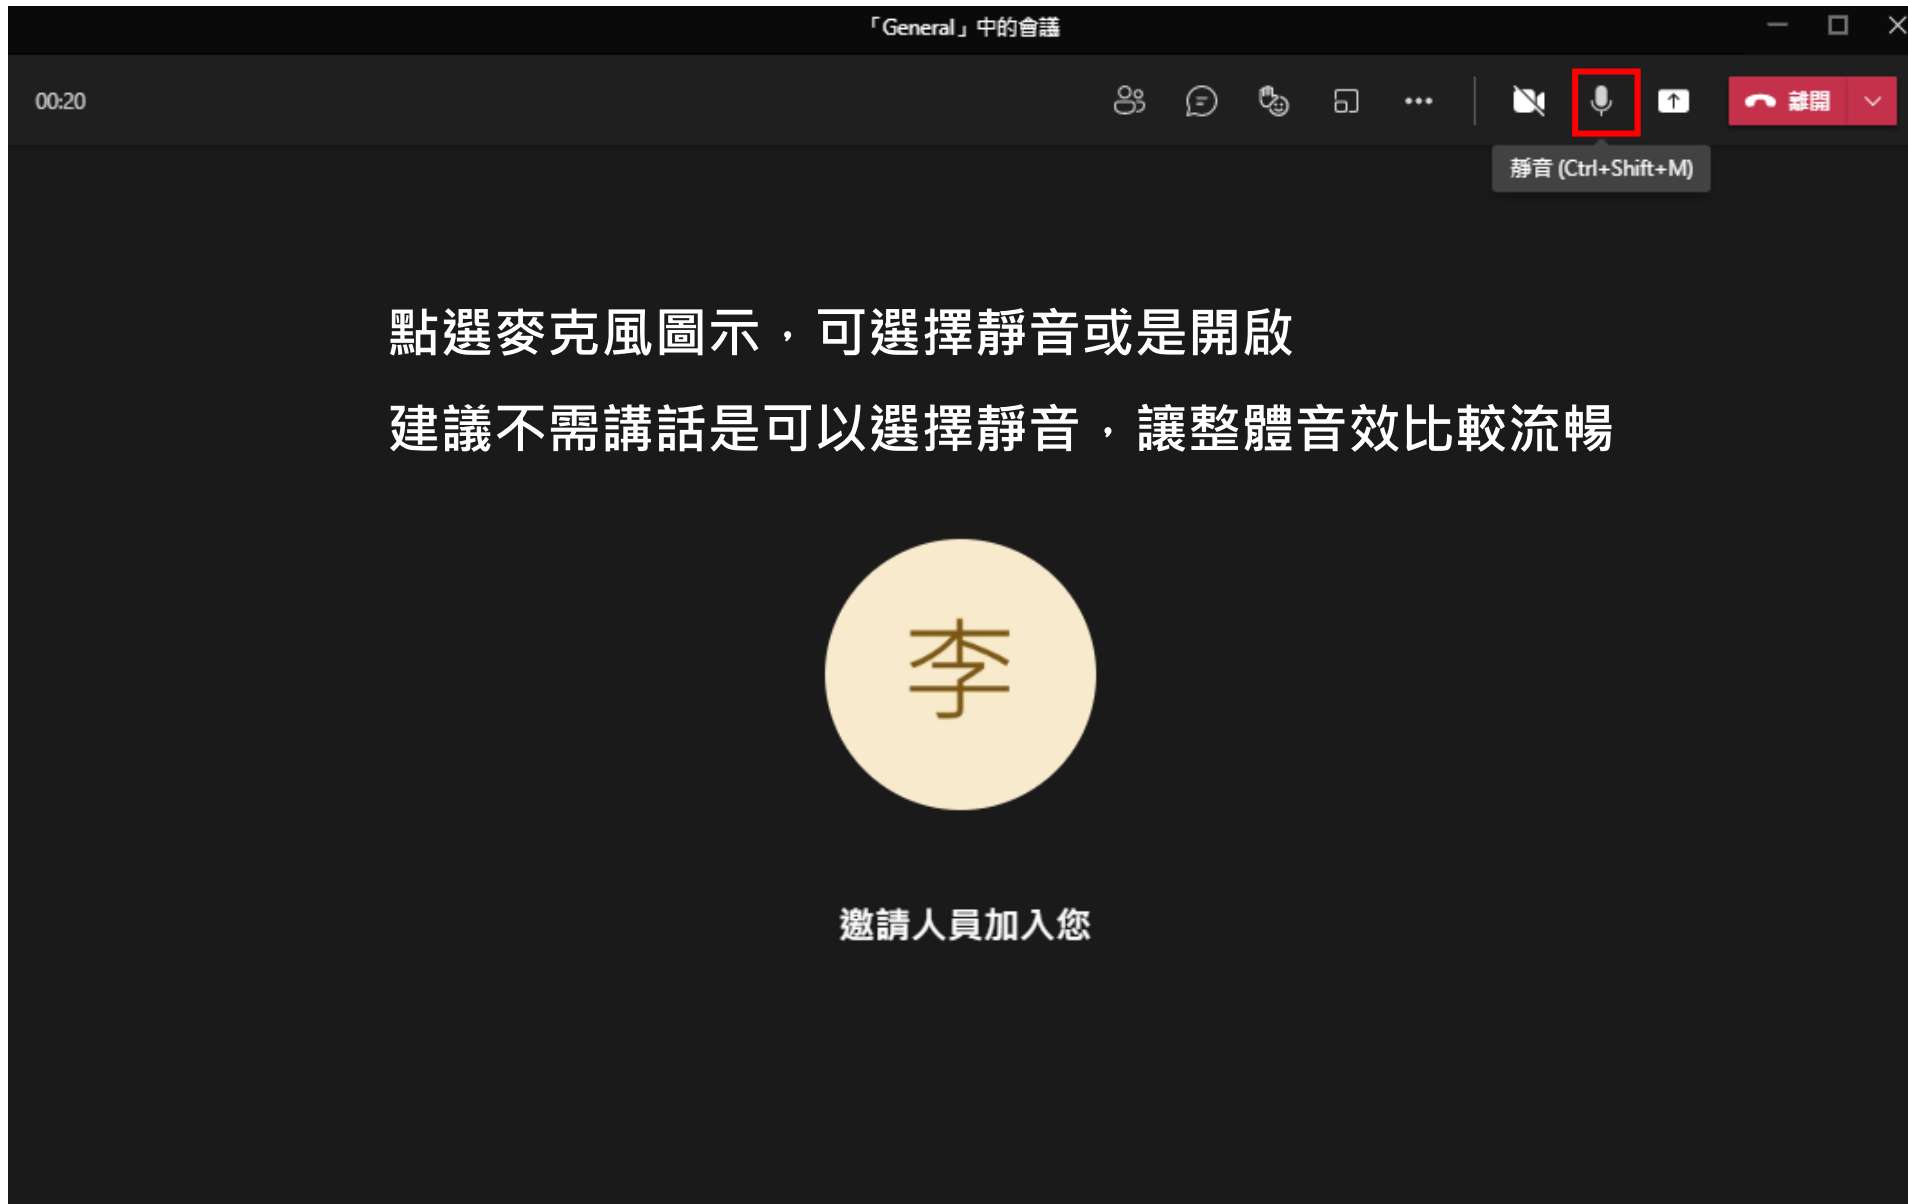 「General」中的會議
00:20
離開
靜音 (Ctrl+Shift+M)
點選麥克風圖示，可選擇靜音或是開啟
建議不需講話是可以選擇靜音，讓整體音效比較流暢
李
邀請人員加入您